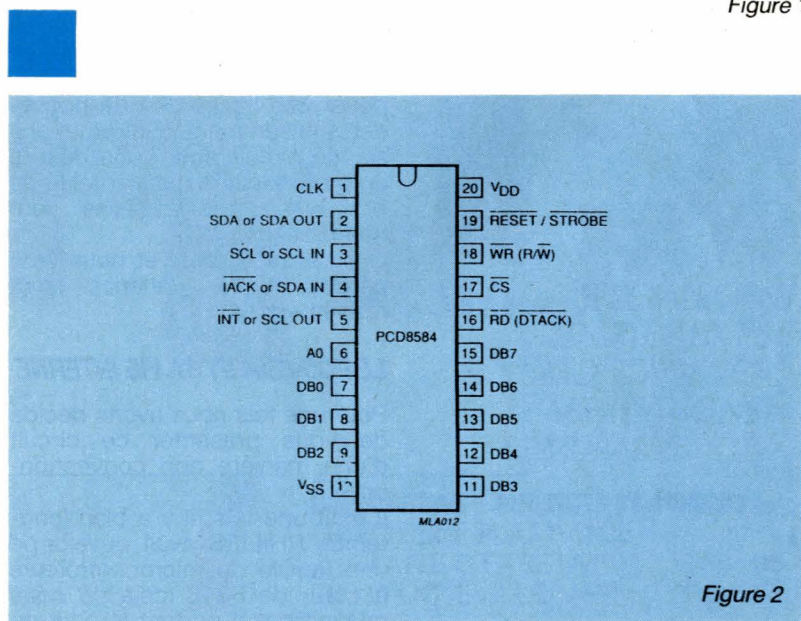 Figure
CLK 1
SDA or SDA OUT 2
SCL or SCL IN 3
IACK or SDA IN 4
INT or SCL OUT 5
A0 6
DB0 7
DB1 8
DB2 9
VSS
PCD8584
20 VDD
19 RESET / STROBE
18 WR (R/W)
17 CS
16 RD (DTACK)
15 DB7
14 DB6
13 DB5
12 DB4
11 DB3
MLA012
Figure 2